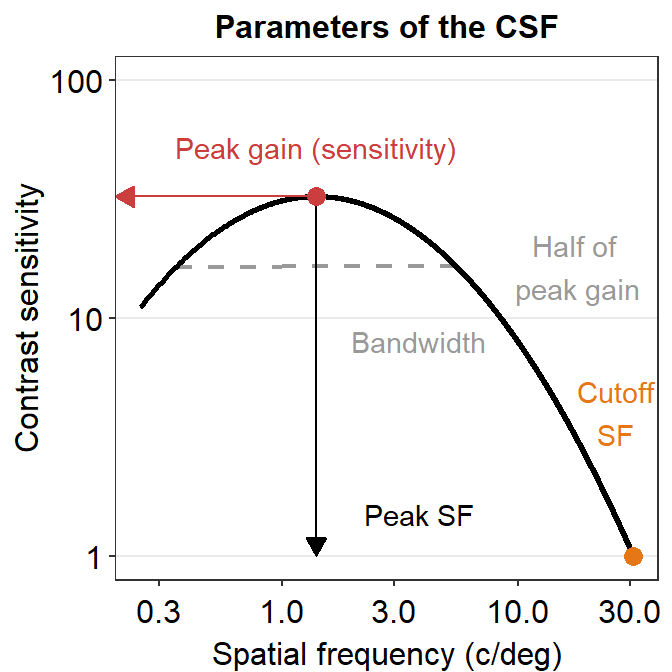 Parameters of the CSF
100
Peak gain (sensitivity)
Half of
peak gain
10
Bandwidth
Cutoff
SF
Peak SF
1
0.3 1.0 3.0 10.0 30.0
Spatial frequency (c/deg)
Contrast sensitivity